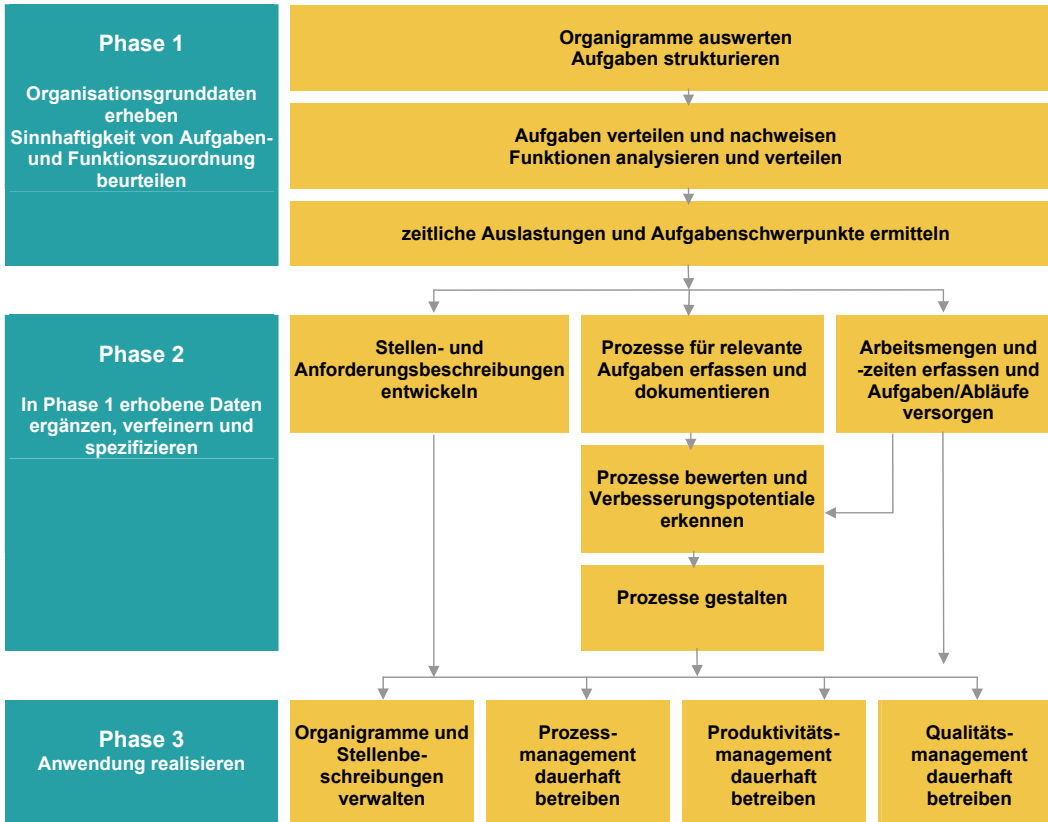 Phase 1
Organisationsgrunddaten
erheben
Sinnhaftigkeit von Aufgaben-
und Funktionszuordnung
beurteilen
Organigramme auswerten
Aufgaben strukturieren
Aufgaben verteilen und nachweisen
Funktionen analysieren und verteilen
zeitliche Auslastungen und Aufgabenschwerpunkte ermitteln
Phase 2
In Phase 1 erhobene Daten
ergänzen, verfeinern und
spezifizieren
Stellen- und
Anforderungsbeschreibungen
entwickeln
Prozesse für relevante
Aufgaben erfassen und
dokumentieren
Arbeitsmengen und
-zeiten erfassen und
Aufgaben/Abläufe
versorgen
Prozesse bewerten und
Verbesserungspotentiale
erkennen
Prozesse gestalten
Phase 3
Anwendung realisieren
Organigramme und
Stellenbe-
schreibungen
verwalten
Prozess-
management
dauerhaft
betreiben
Produktivitäts-
management
dauerhaft
betreiben
Qualitäts-
management
dauerhaft
betreiben